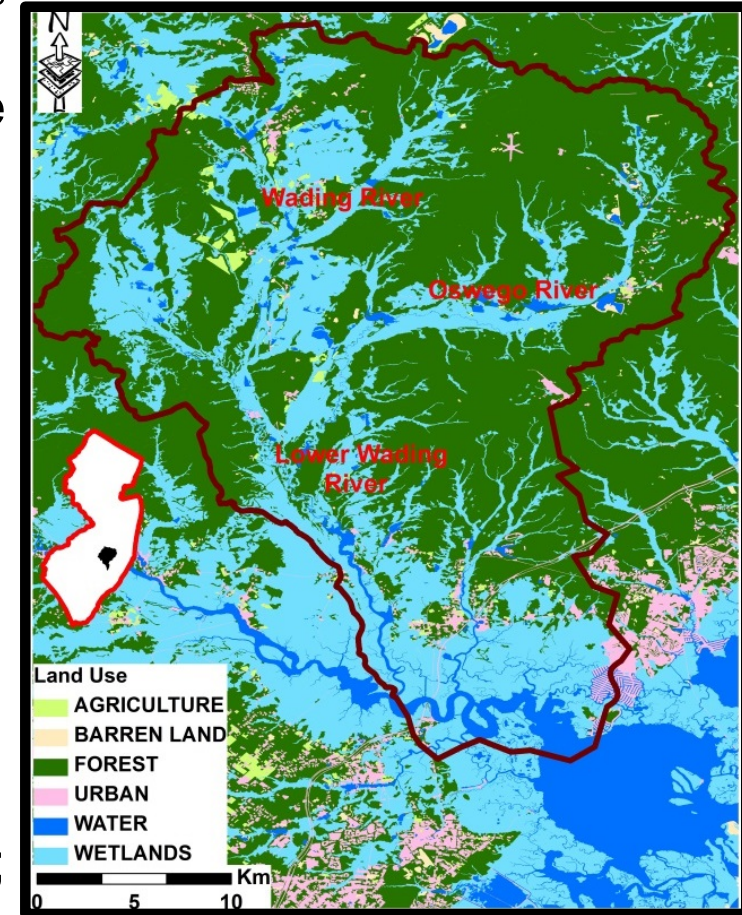 N
Wading River
Oswego River
Lower Wading
River
Land Use
AGRICULTURE
BARREN LAND
FOREST
URBAN
WATER
WETLANDS
Km
0 5 10